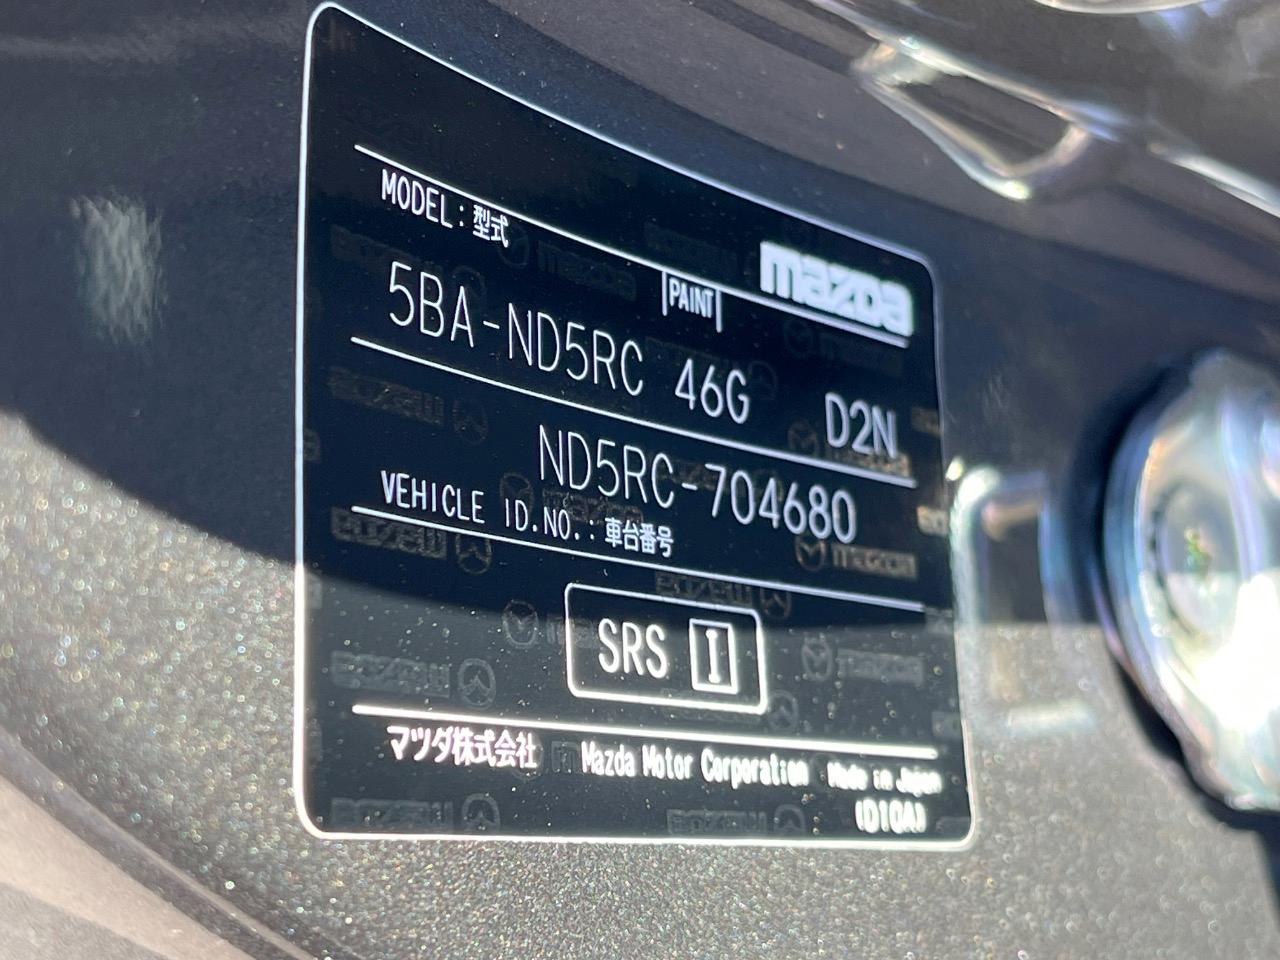 mazda
MODEL:型式
PAINT
5BA-ND5RC 46G D2N
ND5RC-704680
VEHICLE ID.NO.:車台番号
SRS I
マツダ株式会社 Mazda Motor Corporation Made in Japan
(D10A)